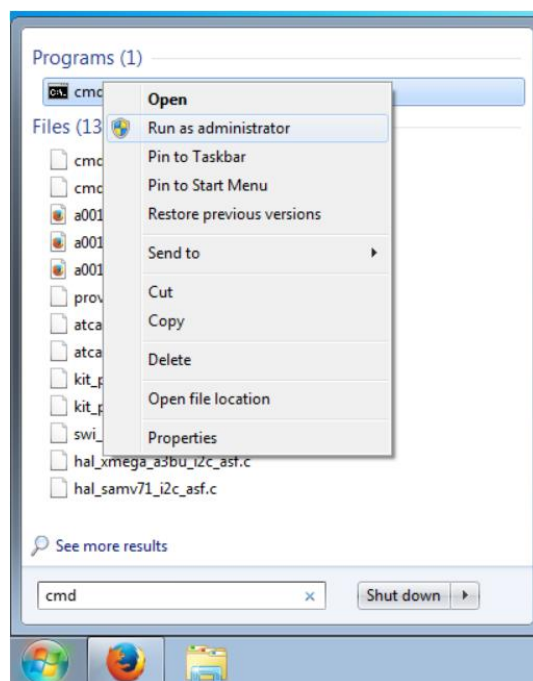 Programs (1)
cmd
Open
Files (13
Run as administrator
cmd
Pin to Taskbar
cmd
Pin to Start Menu
a001
Restore previous versions
a001
Send to
a001
Cut
prov
Copy
atca
atca
Delete
kit_p
Open file location
kit_p
swi_
Properties
hal_xmega_a3bu_i2c_asf.c
hal_samv71_i2c_asf.c
See more results
cmd
Shut down